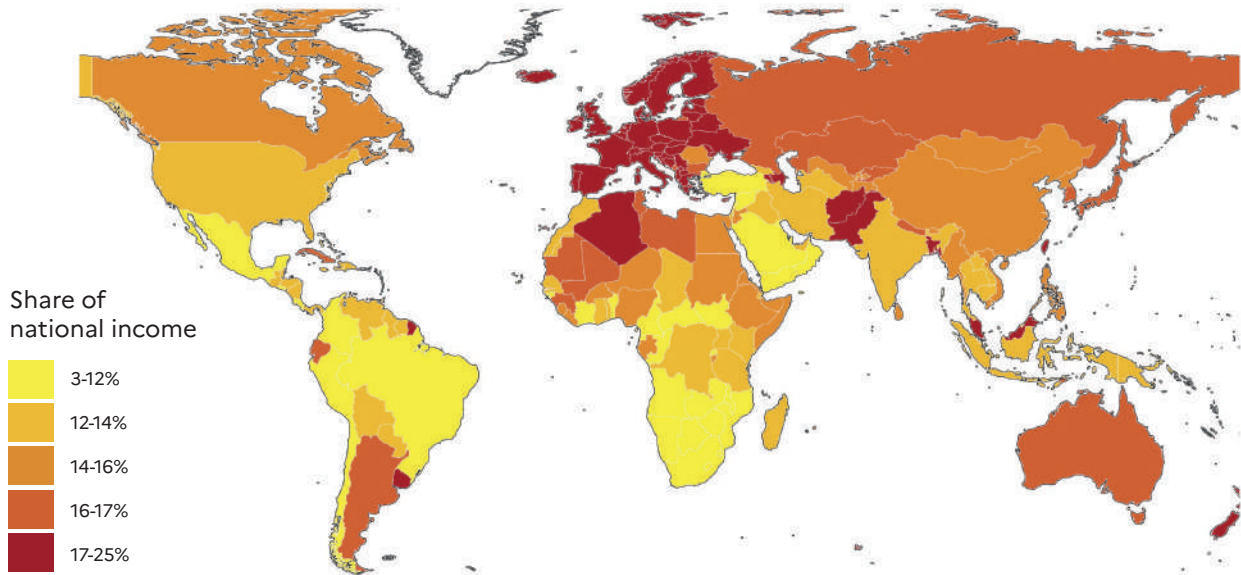 Share of
national income
3-12%
12-14%
14-16%
16-17%
17-25%